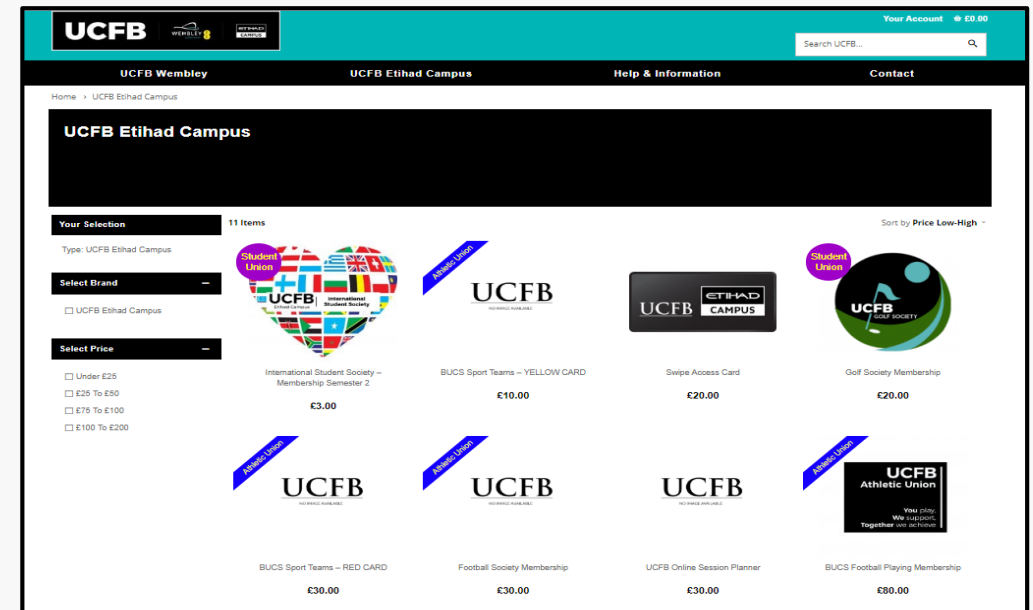 UCFB WEMBLEY ETIHAD CAMPUS
Your Account £0.00
Search UCFB...
UCFB Wembley UCFB Etihad Campus Help & Information Contact
Home › UCFB Etihad Campus
UCFB Etihad Campus
Your Selection
Type: UCFB Etihad Campus
Select Brand –
UCFB Etihad Campus
Select Price –
Under £25
£25 To £50
£75 To £100
£100 To £200
11 Items Sort by Price Low-High
Student
Union
UCFB
Etihad Campus
International
Student Society
International Student Society –
Membership Semester 2
£3.00
Athletic Union
UCFB
NO IMAGE AVAILABLE
BUCS Sport Teams – YELLOW CARD
£10.00
UCFB ETIHAD CAMPUS
Swipe Access Card
£20.00
Student
Union
UCFB
GOLF SOCIETY
Golf Society Membership
£20.00
Athletic Union
UCFB
NO IMAGE AVAILABLE
BUCS Sport Teams – RED CARD
£30.00
Athletic Union
UCFB
NO IMAGE AVAILABLE
Football Society Membership
£30.00
UCFB
NO IMAGE AVAILABLE
UCFB Online Session Planner
£30.00
Athletic Union
UCFB
Athletic Union
You play,
We support,
Together we achieve
BUCS Football Playing Membership
£80.00